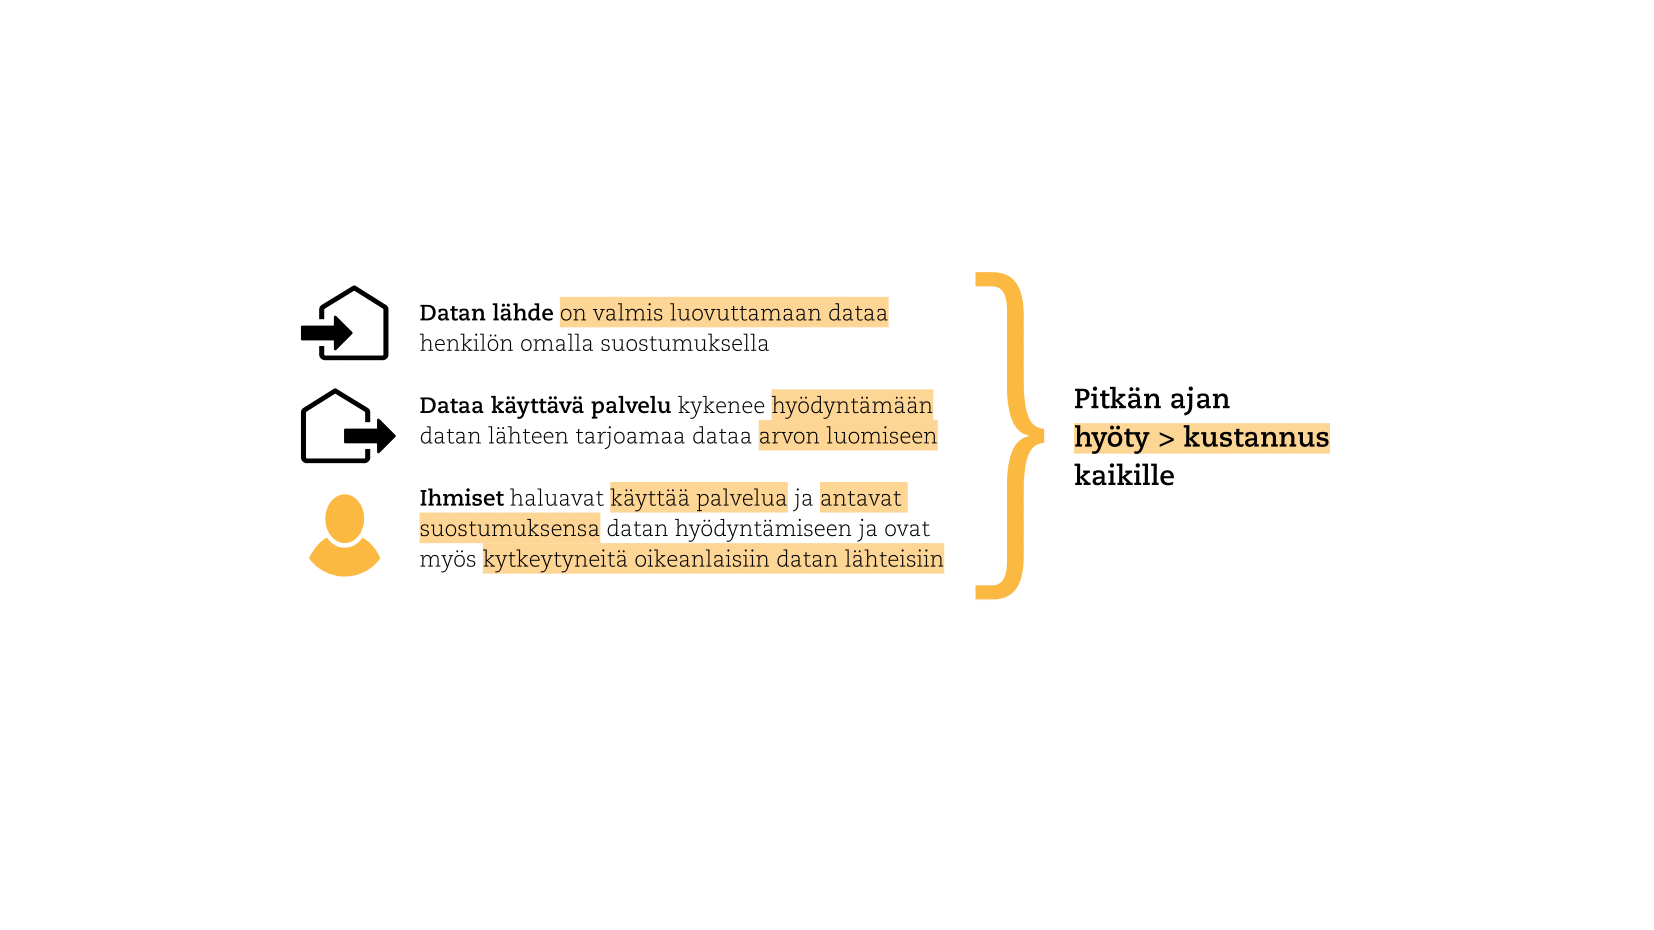 Datan lähde on valmis luovuttamaan dataa
henkilön omalla suostumuksella
Dataa käyttävä palvelu kykenee hyödyntämään
datan lähteen tarjoamaa dataa arvon luomiseen
Ihmiset haluavat käyttää palvelua ja antavat
suostumuksensa datan hyödyntämiseen ja ovat
myös kytkeytyneitä oikeanlaisiin datan lähteisiin
Pitkän ajan
hyöty > kustannus
kaikille